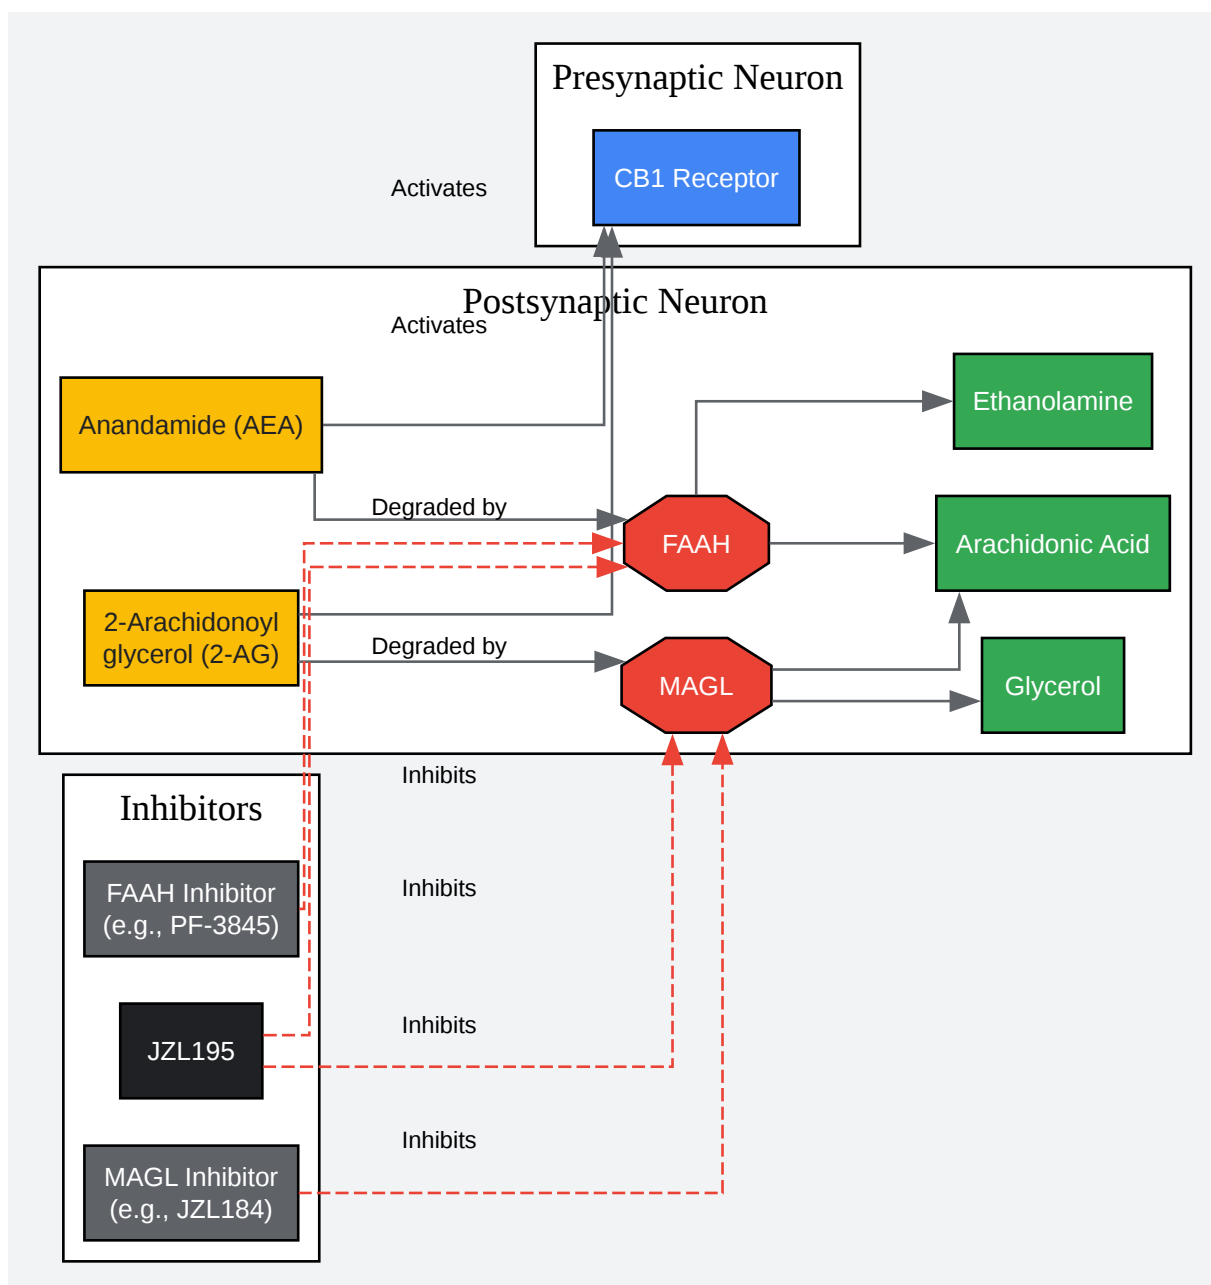 Presynaptic Neuron
CB1 Receptor
Activates
Postsynaptic Neuron
Activates
Anandamide (AEA)
Ethanolamine
Degraded by
FAAH
Arachidonic Acid
2-Arachidonoyl
glycerol (2-AG)
Degraded by
MAGL
Glycerol
Inhibits
Inhibitors
FAAH Inhibitor
(e.g., PF-3845)
Inhibits
JZL195
Inhibits
MAGL Inhibitor
(e.g., JZL184)
Inhibits